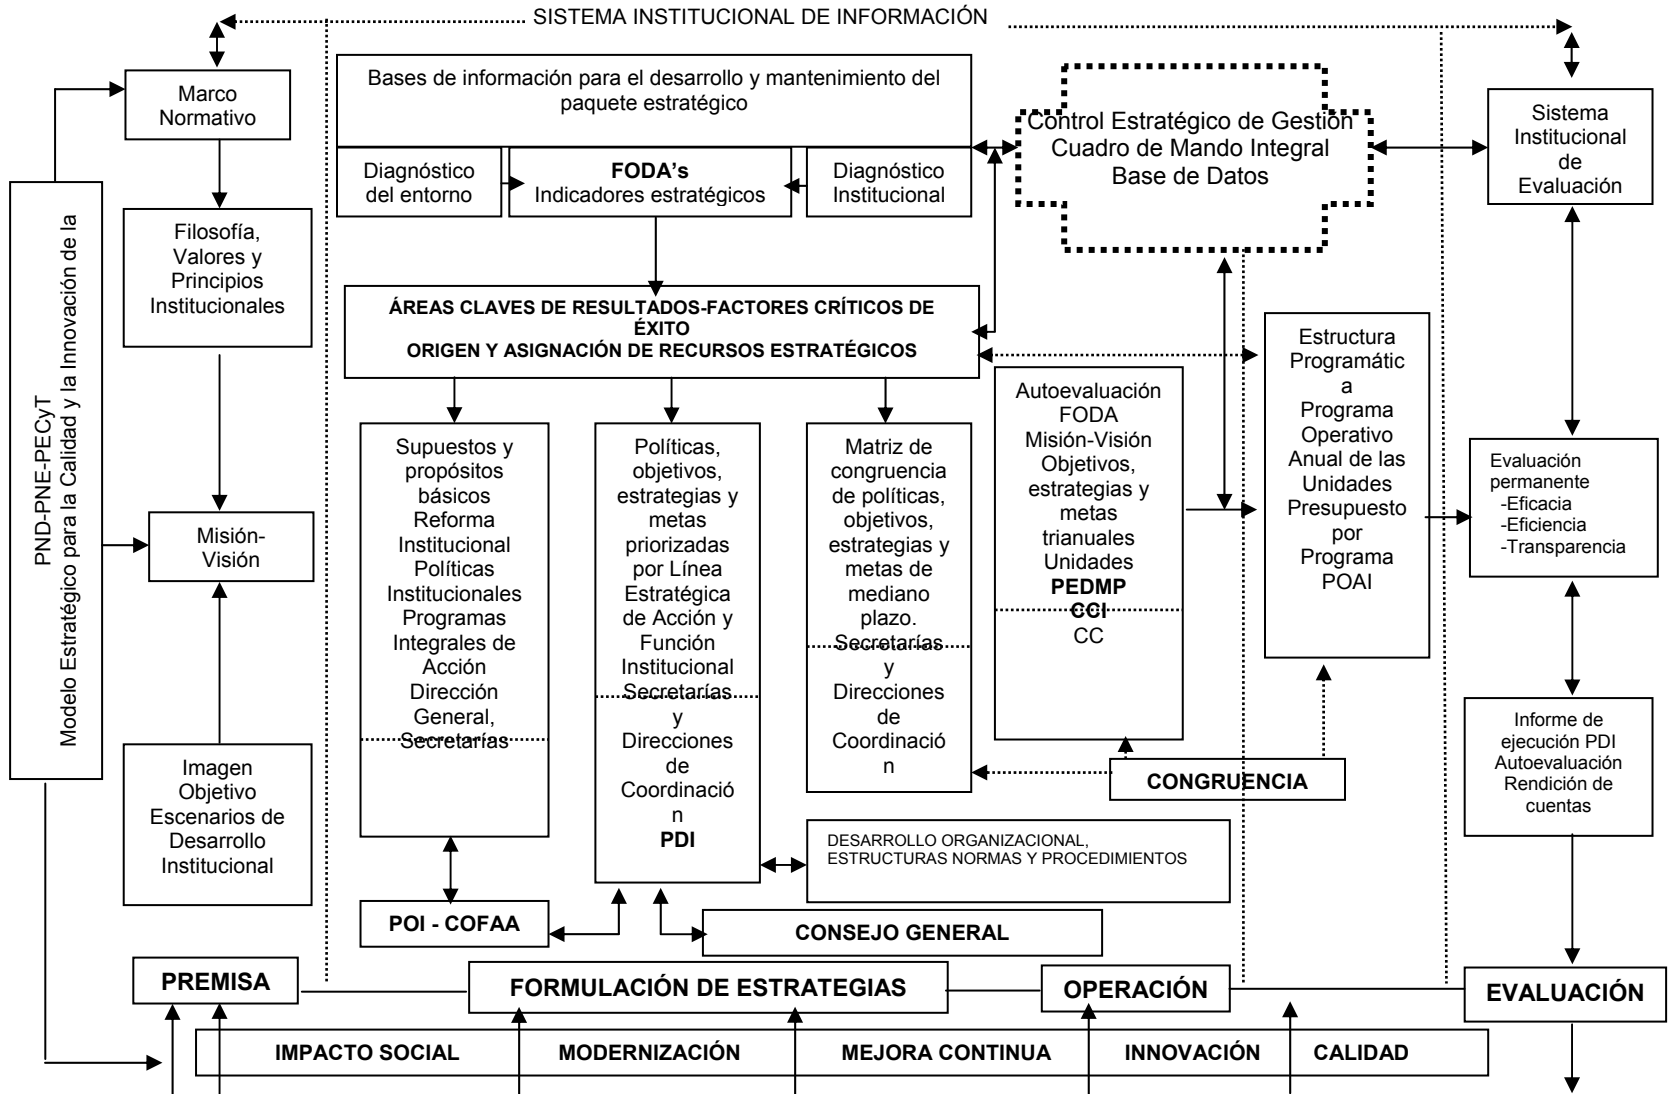 SISTEMA INSTITUCIONAL DE INFORMACIÓN
PND-PNE-PECyT
Modelo Estratégico para la Calidad y la Innovación de la
Marco
Normativo
Filosofía,
Valores y
Principios
Institucionales
Misión-
Visión
Imagen
Objetivo
Escenarios de
Desarrollo
Institucional
Bases de información para el desarrollo y mantenimiento del
paquete estratégico
Diagnóstico
del entorno
FODA's
Indicadores estratégicos
Diagnóstico
Institucional
Control Estratégico de Gestión
Cuadro de Mando Integral
Base de Datos
Sistema
Institucional
de
Evaluación
ÁREAS CLAVES DE RESULTADOS-FACTORES CRÍTICOS DE
ÉXITO
ORIGEN Y ASIGNACIÓN DE RECURSOS ESTRATÉGICOS
Supuestos y
propósitos
básicos
Reforma
Institucional
Políticas
Institucionales
Programas
Integrales de
Acción
Dirección
General,
Secretarías
Políticas,
objetivos,
estrategias y
metas
priorizadas
por Línea
Estratégica
de Acción y
Función
Institucional
Secretarías
y
Direcciones
de
Coordinació
n
PDI
Matriz de
congruencia
de políticas,
objetivos,
estrategias y
metas de
mediano
plazo.
Secretarías
y
Direcciones
de
Coordinació
n
Autoevaluación
FODA
Misión-Visión
Objetivos,
estrategias y
metas
trianuales
Unidades
PEDMP
CCI
CC
Estructura
Programátic
a
Programa
Operativo
Anual de las
Unidades
Presupuesto
por
Programa
POAI
Evaluación
permanente
-Eficacia
-Eficiencia
-Transparencia
Informe de
ejecución PDI
Autoevaluación
Rendición de
cuentas
CONGRUENCIA
DESARROLLO ORGANIZACIONAL,
ESTRUCTURAS NORMAS Y PROCEDIMIENTOS
POI - COFAA
CONSEJO GENERAL
PREMISA
FORMULACIÓN DE ESTRATEGIAS
OPERACIÓN
EVALUACIÓN
IMPACTO SOCIAL
MODERNIZACIÓN
MEJORA CONTINUA
INNOVACIÓN
CALIDAD